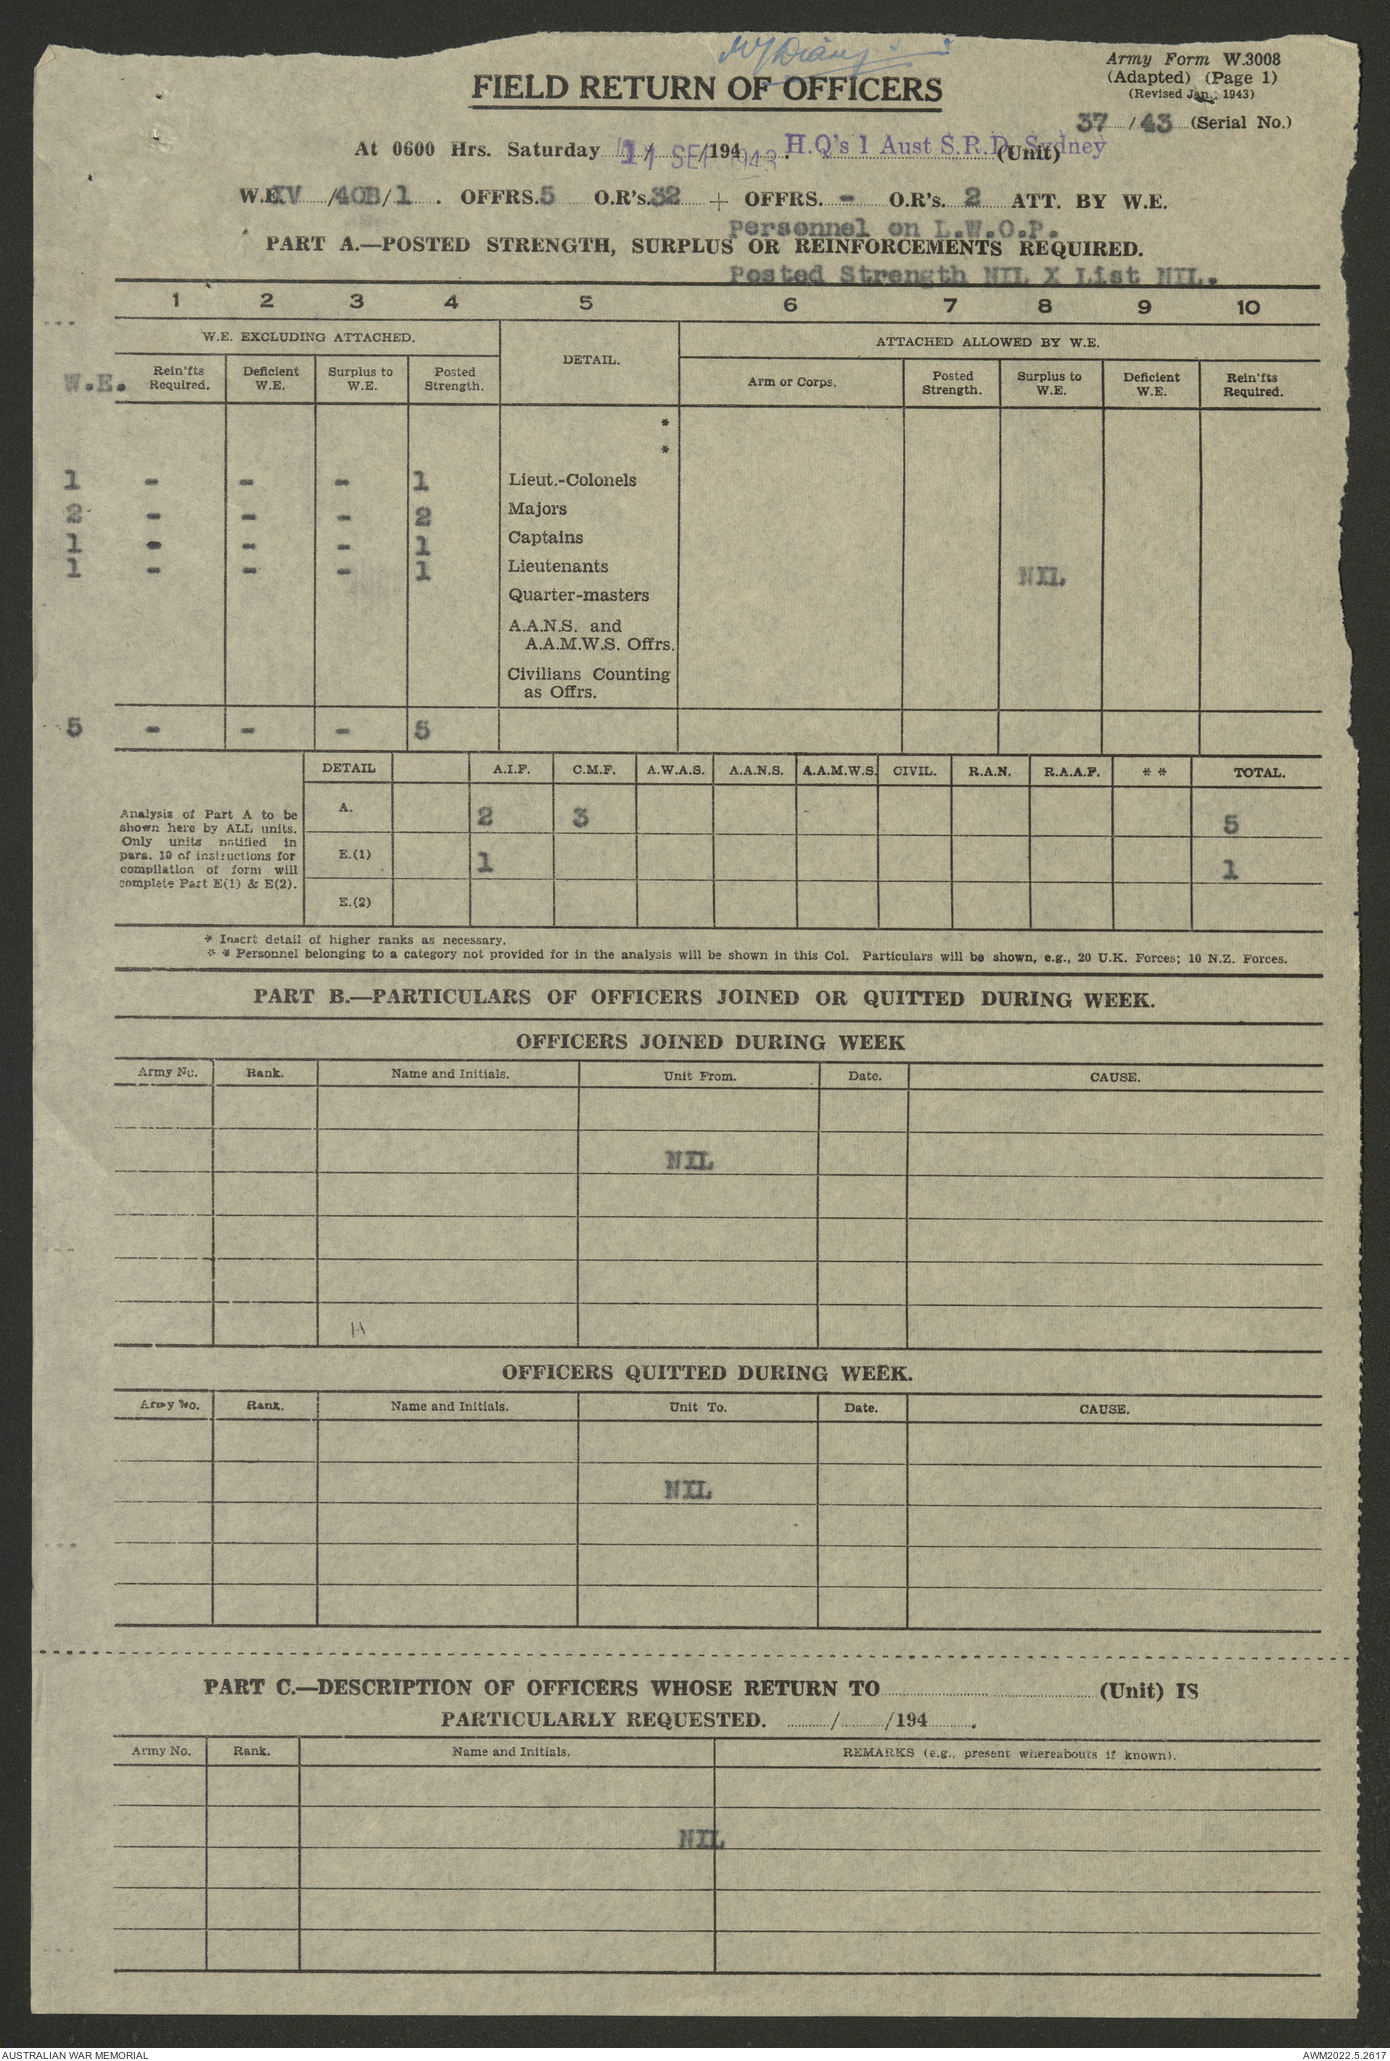 War Diary
Army Form W.3008
(Adapted) (Page 1)
(Revised Jan., 1943)
FIELD RETURN OF OFFICERS
37 / 43 (Serial No.)
At 0600 Hrs. Saturday 11 SEP 1943 /194 . H.Q's 1 Aust S.R.D. Sydney (Unit)
W.E. IV /40B/1 . OFFRS. 5 O.R's. 32 + OFFRS. - O.R's. 2 ATT. BY W.E.
Personnel on L.W.O.P.
PART A.—POSTED STRENGTH, SURPLUS OR REINFORCEMENTS REQUIRED.
Posted Strength NIL X List NIL.
1 2 3 4 5 6 7 8 9 10
W.E. EXCLUDING ATTACHED. DETAIL. ATTACHED ALLOWED BY W.E.
W.E. Rein'fts Required. Deficient W.E. Surplus to W.E. Posted Strength. Arm or Corps. Posted Strength. Surplus to W.E. Deficient W.E. Rein'fts Required.
*
*
1 - - - 1 Lieut.-Colonels
2 - - - 2 Majors
1 - - - 1 Captains
1 - - - 1 Lieutenants NIL
Quarter-masters
A.A.N.S. and
A.A.M.W.S. Offrs.
Civilians Counting
as Offrs.
5 - - - 5
DETAIL A.I.F. C.M.F. A.W.A.S. A.A.N.S. A.A.M.W.S. CIVIL. R.A.N. R.A.A.F. * * TOTAL.
Analysis of Part A to be
shown here by ALL units.
Only units notified in
para. 19 of instructions for
compilation of form will
complete Part E(1) & E(2).
A. 2 3 5
E.(1) 1 1
E.(2)
* Insert detail of higher ranks as necessary.
* * Personnel belonging to a category not provided for in the analysis will be shown in this Col. Particulars will be shown, e.g., 20 U.K. Forces; 10 N.Z. Forces.
PART B.—PARTICULARS OF OFFICERS JOINED OR QUITTED DURING WEEK.
OFFICERS JOINED DURING WEEK
Army No. Rank. Name and Initials. Unit From. Date. CAUSE.
NIL
OFFICERS QUITTED DURING WEEK.
Army No. Rank. Name and Initials. Unit To. Date. CAUSE.
NIL
PART C.—DESCRIPTION OF OFFICERS WHOSE RETURN TO (Unit) IS
PARTICULARLY REQUESTED. / /194 .
Army No. Rank. Name and Initials. REMARKS (e.g., present whereabouts if known).
NIL
AUSTRALIAN WAR MEMORIAL AWM2022.5.2617